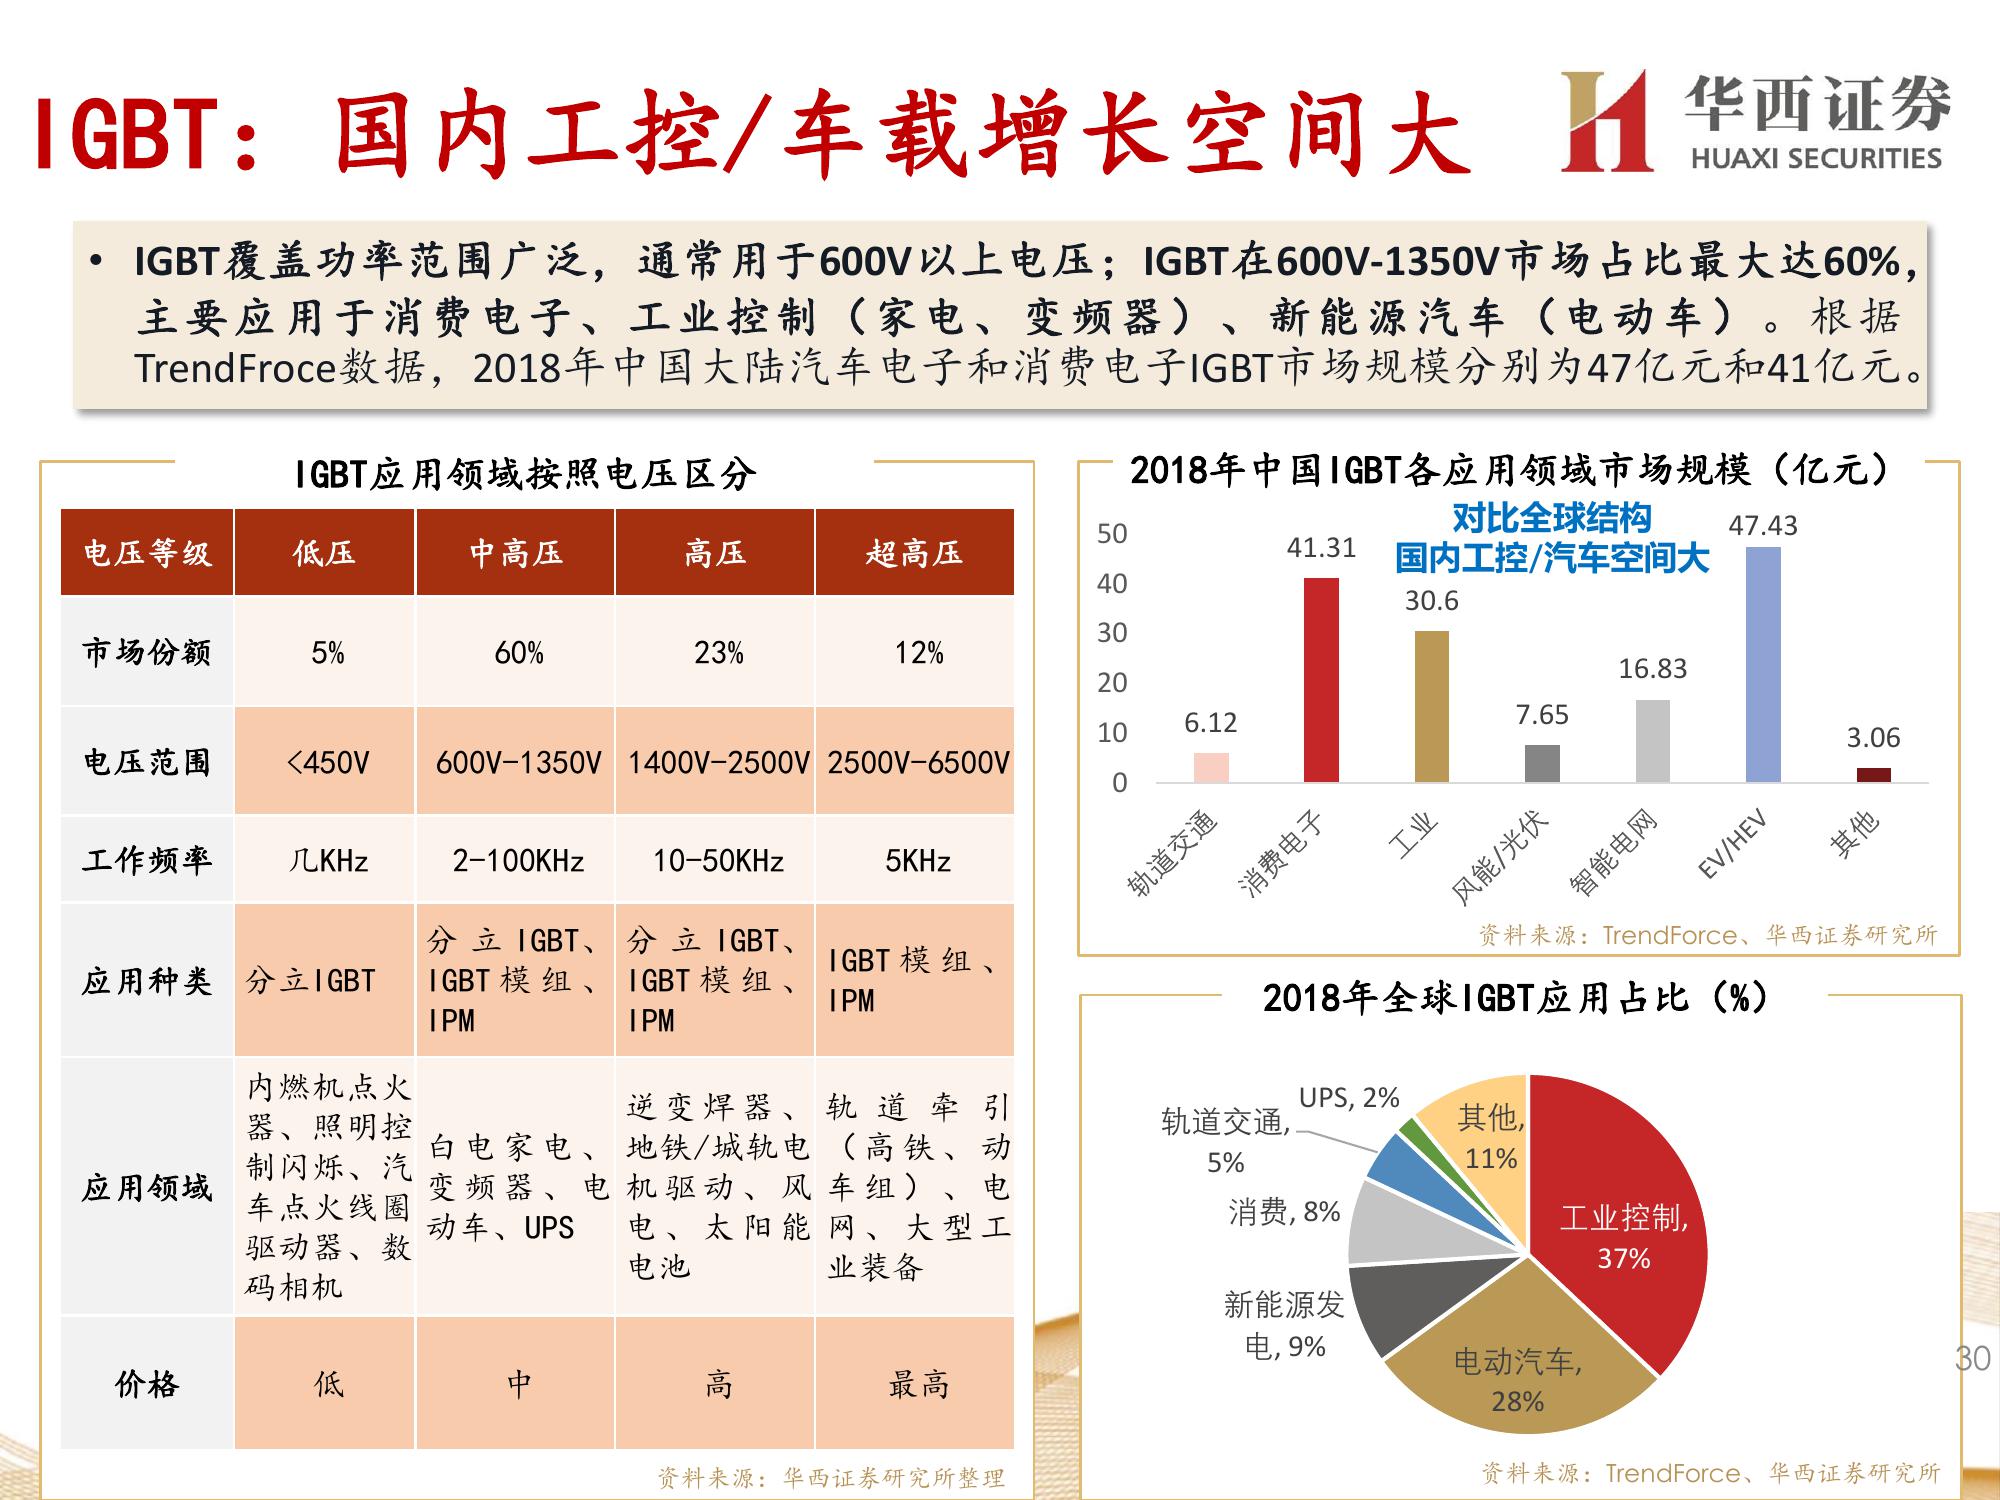 IGBT：国内工控/车载增长空间大
华西证券
HUAXI SECURITIES
• IGBT覆盖功率范围广泛，通常用于600V以上电压；IGBT在600V-1350V市场占比最大达60%，
主要应用于消费电子、工业控制（家电、变频器）、新能源汽车（电动车）。根据
TrendFroce数据，2018年中国大陆汽车电子和消费电子IGBT市场规模分别为47亿元和41亿元。
IGBT应用领域按照电压区分
电压等级 低压 中高压 高压 超高压
市场份额 5% 60% 23% 12%
电压范围 <450V 600V-1350V 1400V-2500V 2500V-6500V
工作频率 几KHz 2-100KHz 10-50KHz 5KHz
应用种类
分立IGBT
分立IGBT、
IGBT模组、
IPM
分立IGBT、
IGBT模组、
IPM
IGBT模组、
IPM
应用领域
内燃机点火
器、照明控
制闪烁、汽
车点火线圈
驱动器、数
码相机
白电家电、
变频器、电
动车、UPS
逆变焊器、
地铁/城轨电
机驱动、风
电、太阳能
电池
轨道牵引
（高铁、动
车组）、电
网、大型工
业装备
价格 低 中 高 最高
资料来源：华西证券研究所整理
2018年中国IGBT各应用领域市场规模（亿元）
对比全球结构
国内工控/汽车空间大
50
40
30
20
10
0
6.12
41.31
30.6
7.65
16.83
47.43
3.06
轨道交通
消费电子
工业
风能/光伏
智能电网
EV/HEV
其他
资料来源：TrendForce、华西证券研究所
2018年全球IGBT应用占比（%）
工业控制,
37%
电动汽车,
28%
新能源发
电, 9%
消费, 8%
轨道交通,
5%
UPS, 2%
其他,
11%
资料来源：TrendForce、华西证券研究所
30